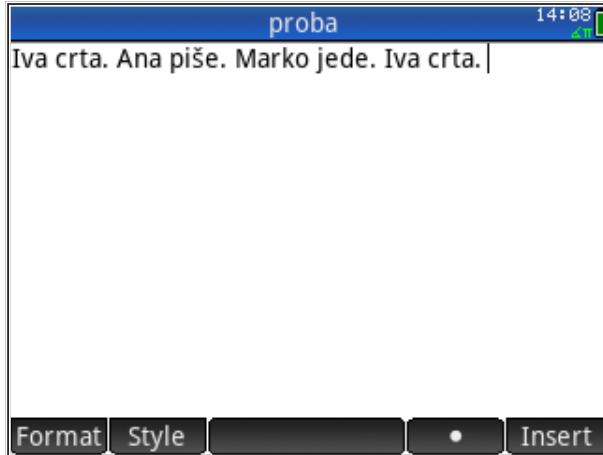 proba
14:08
∠π
Iva crta. Ana piše. Marko jede. Iva crta.
Format Style • Insert